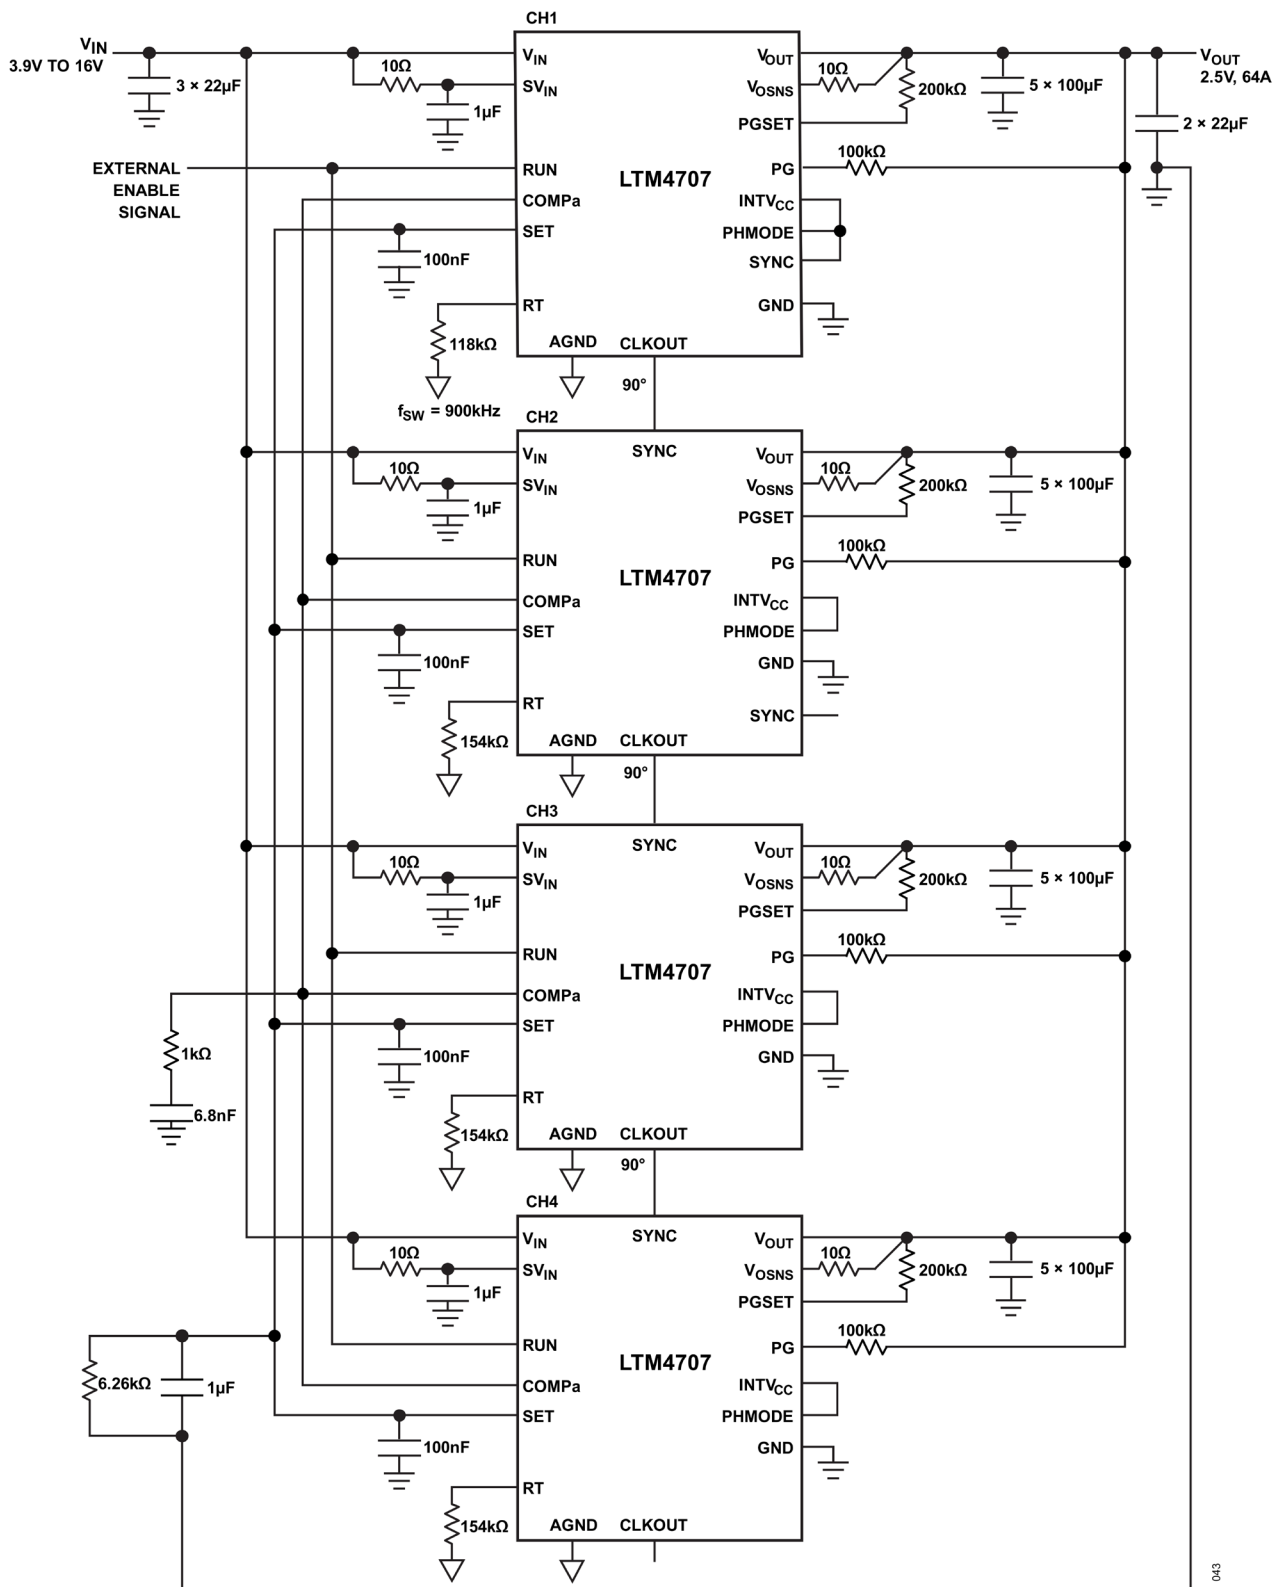 CH1
VIN
3.9V TO 16V
3 × 22µF
10Ω
1µF
VIN
SVIN
EXTERNAL
ENABLE
SIGNAL
RUN
COMPa
SET
100nF
RT
118kΩ
fSW = 900kHz
LTM4707
AGND
CLKOUT
90°
VOUT
VOSNS
PGSET
10Ω
200kΩ
5 × 100µF
VOUT
2.5V, 64A
2 × 22µF
PG
100kΩ
INTVCC
PHMODE
SYNC
GND
CH2
SYNC
VIN
SVIN
10Ω
1µF
RUN
COMPa
SET
100nF
RT
154kΩ
LTM4707
AGND
CLKOUT
90°
VOUT
VOSNS
PGSET
10Ω
200kΩ
5 × 100µF
PG
100kΩ
INTVCC
PHMODE
GND
SYNC
CH3
SYNC
VIN
SVIN
10Ω
1µF
RUN
COMPa
SET
1kΩ
6.8nF
100nF
RT
154kΩ
LTM4707
AGND
CLKOUT
90°
VOUT
VOSNS
PGSET
10Ω
200kΩ
5 × 100µF
PG
100kΩ
INTVCC
PHMODE
GND
CH4
SYNC
VIN
SVIN
10Ω
1µF
RUN
COMPa
SET
6.26kΩ
1µF
100nF
RT
154kΩ
LTM4707
AGND
CLKOUT
VOUT
VOSNS
PGSET
10Ω
200kΩ
5 × 100µF
PG
100kΩ
INTVCC
PHMODE
GND
043